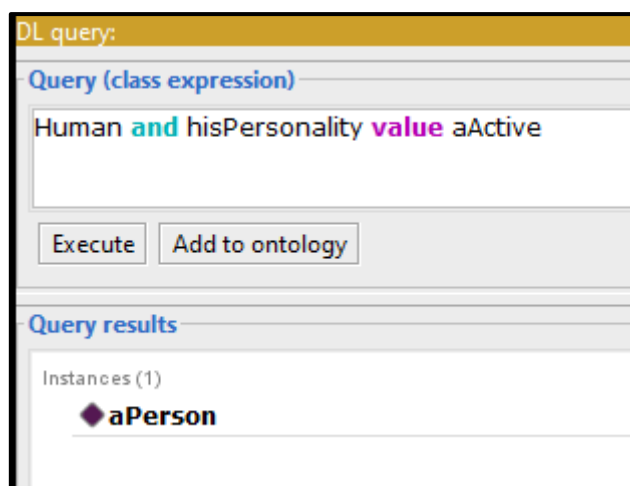 DL query:
Query (class expression)
Human and hisPersonality value aActive
Execute Add to ontology
Query results
Instances (1)
aPerson